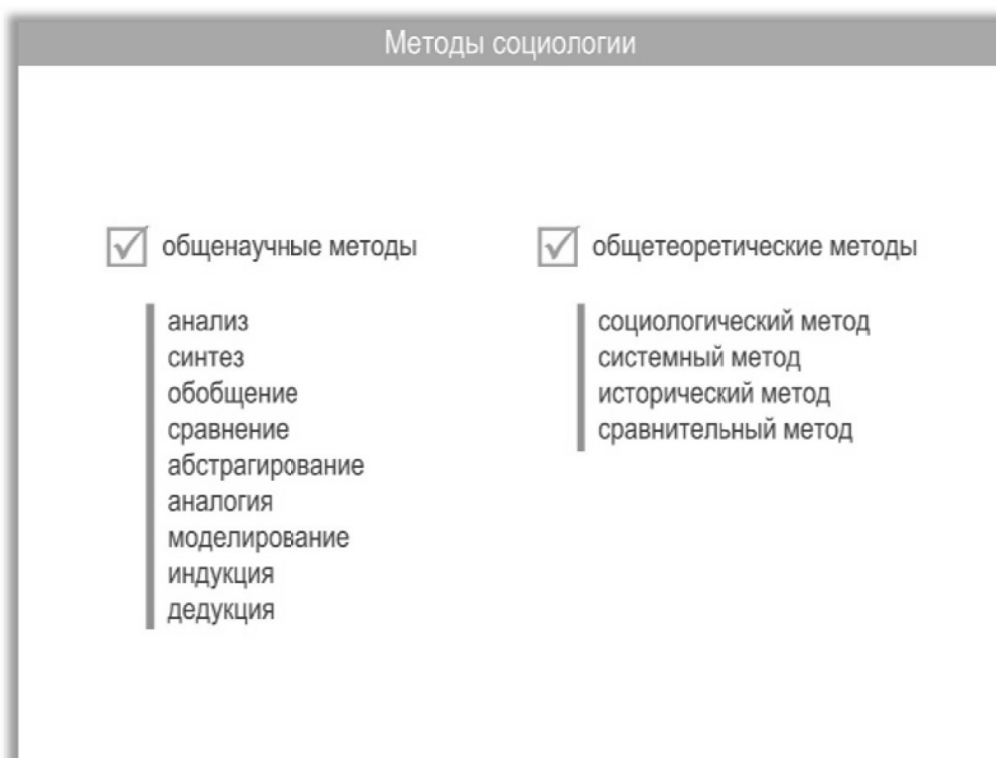 Методы социологии
общенаучные методы
анализ
синтез
обобщение
сравнение
абстрагирование
аналогия
моделирование
индукция
дедукция
общетеоретические методы
социологический метод
системный метод
исторический метод
сравнительный метод